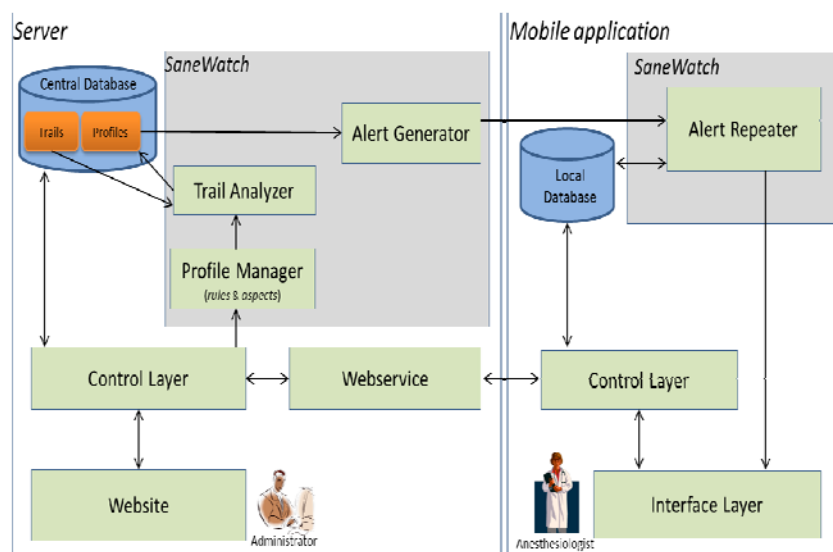 Server
Mobile application
SaneWatch
SaneWatch
Central Database
Trails
Profiles
Alert Generator
Alert Repeater
Trail Analyzer
Local
Database
Profile Manager
(rules & aspects)
Control Layer
Webservice
Control Layer
Website
Administrator
Anesthesiologist
Interface Layer